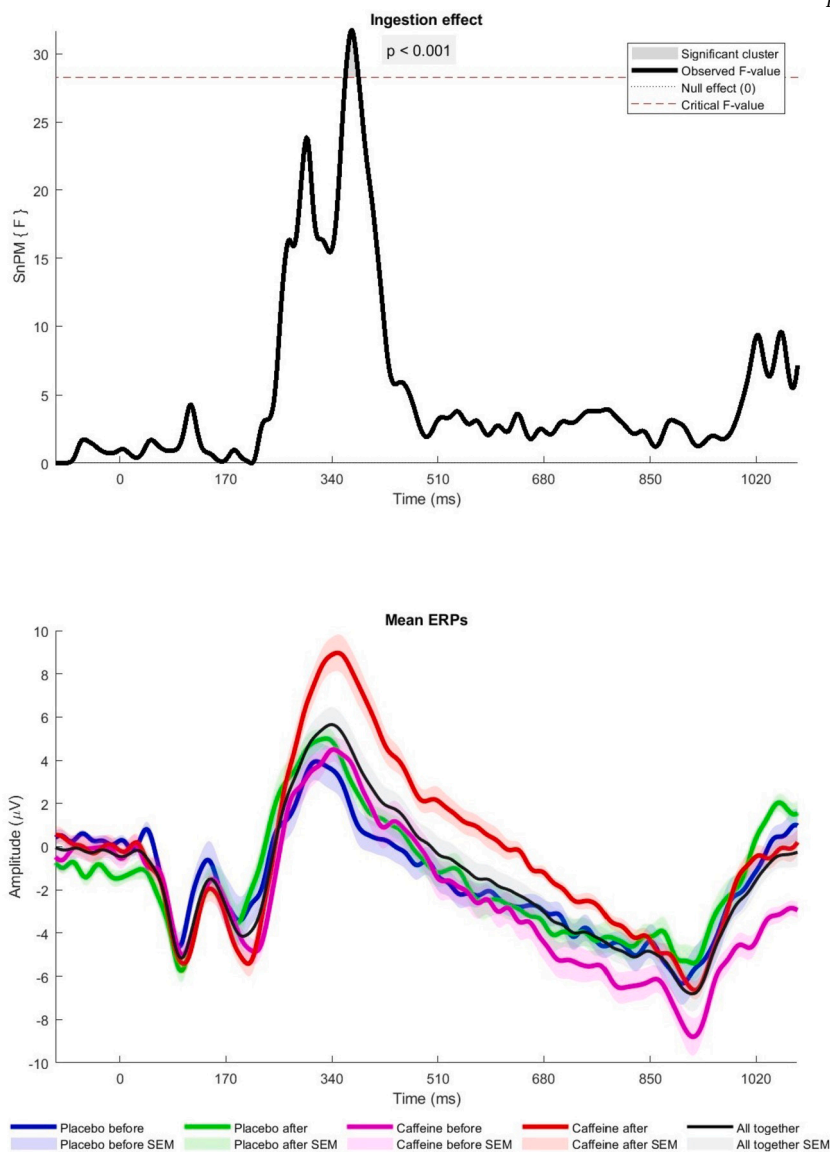 Ingestion effect
p < 0.001
Significant cluster
Observed F-value
Null effect (0)
Critical F-value
30
25
20
15
10
5
0
SnPM { F }
0 170 340 510 680 850 1020
Time (ms)
Mean ERPs
10
8
6
4
2
0
-2
-4
-6
-8
-10
Amplitude (μV)
0 170 340 510 680 850 1020
Time (ms)
Placebo before Placebo after Caffeine before Caffeine after All together
Placebo before SEM Placebo after SEM Caffeine before SEM Caffeine after SEM All together SEM